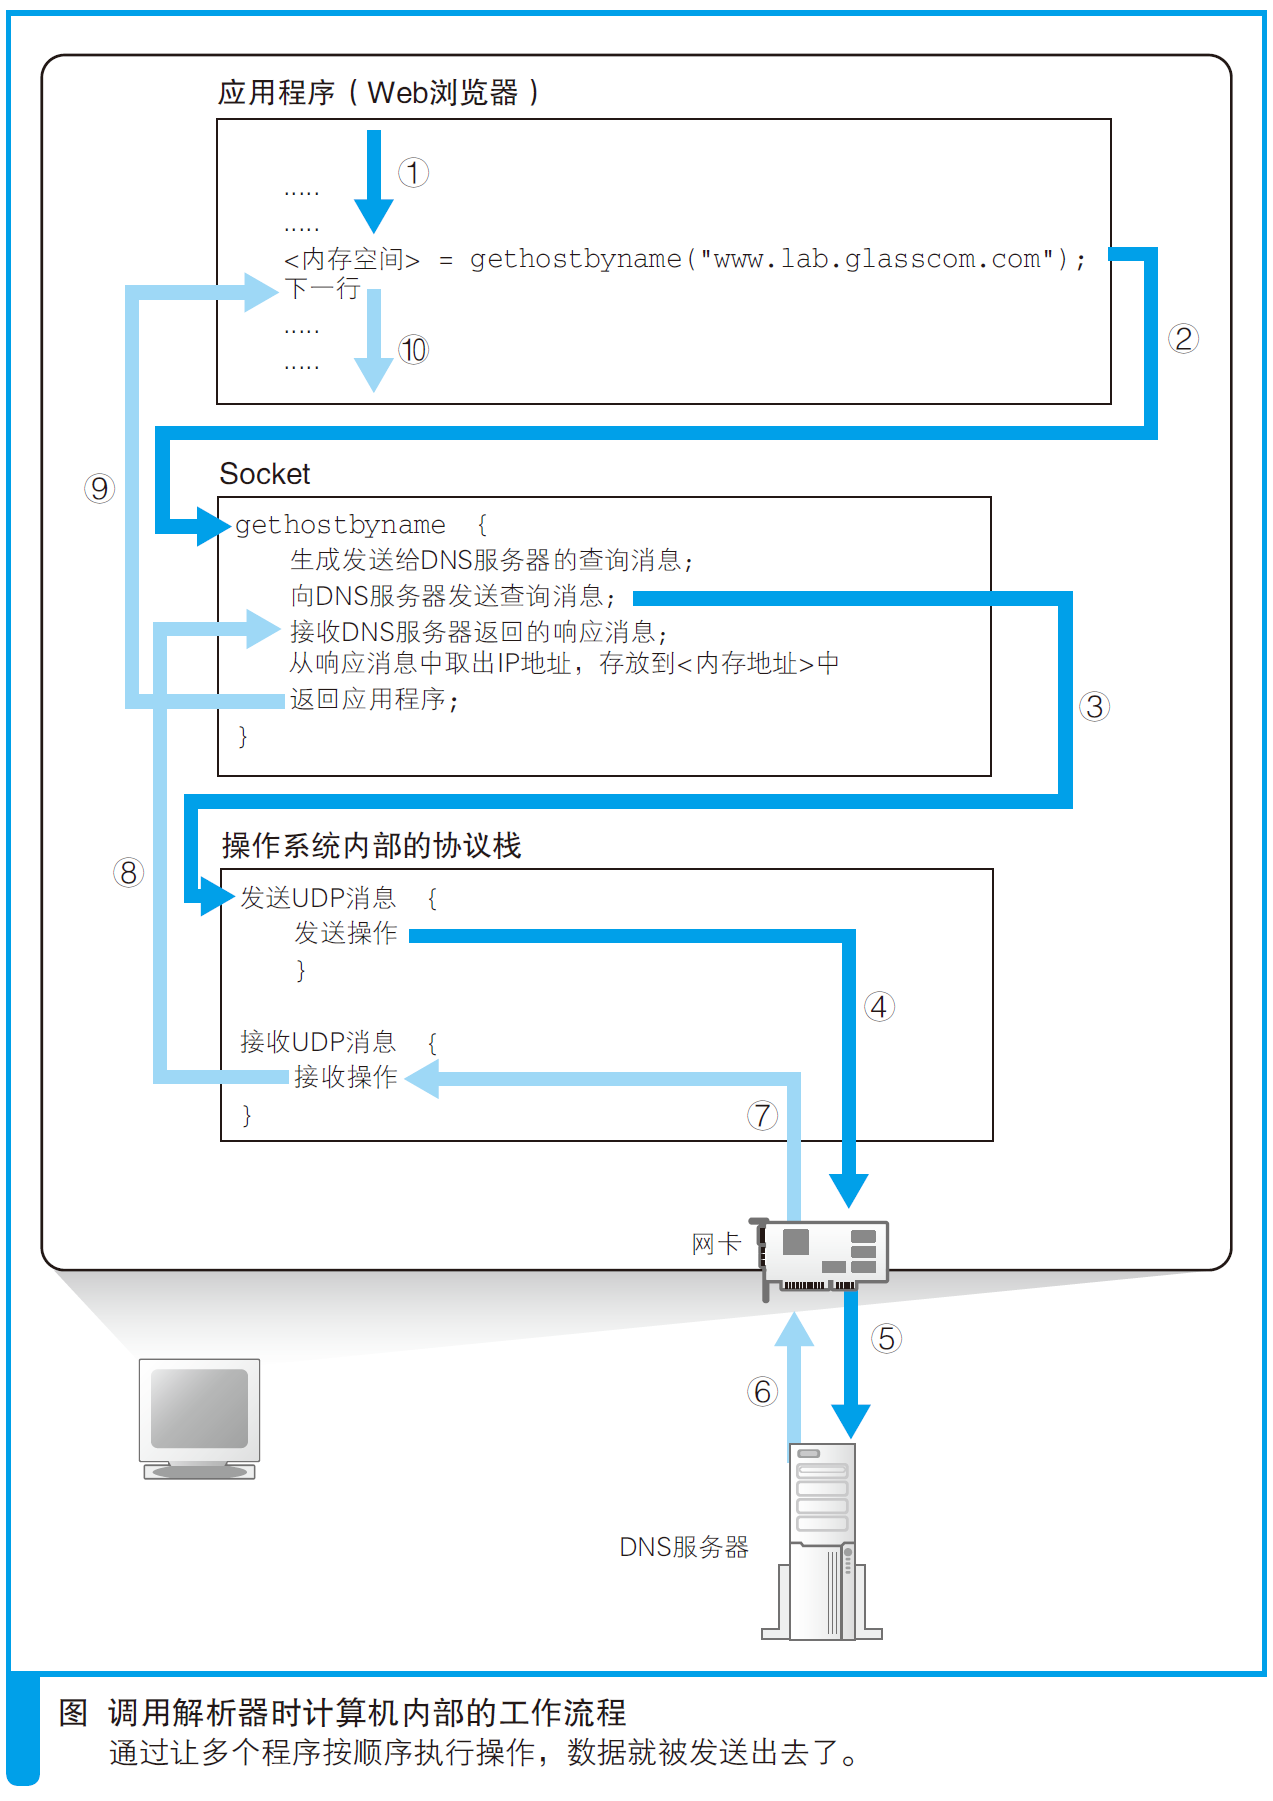 应用程序（Web浏览器）
①
.....
.....
<内存空间> = gethostbyname("www.lab.glasscom.com");
下一行
.....
⑩
.....
②
⑨
Socket
gethostbyname {
生成发送给DNS服务器的查询消息;
向DNS服务器发送查询消息;
接收DNS服务器返回的响应消息;
从响应消息中取出IP地址，存放到<内存地址>中
返回应用程序;
}
③
操作系统内部的协议栈
⑧
发送UDP消息 {
发送操作
}
④
接收UDP消息 {
接收操作
}
⑦
网卡
⑤
⑥
DNS服务器
图 调用解析器时计算机内部的工作流程
通过让多个程序按顺序执行操作，数据就被发送出去了。